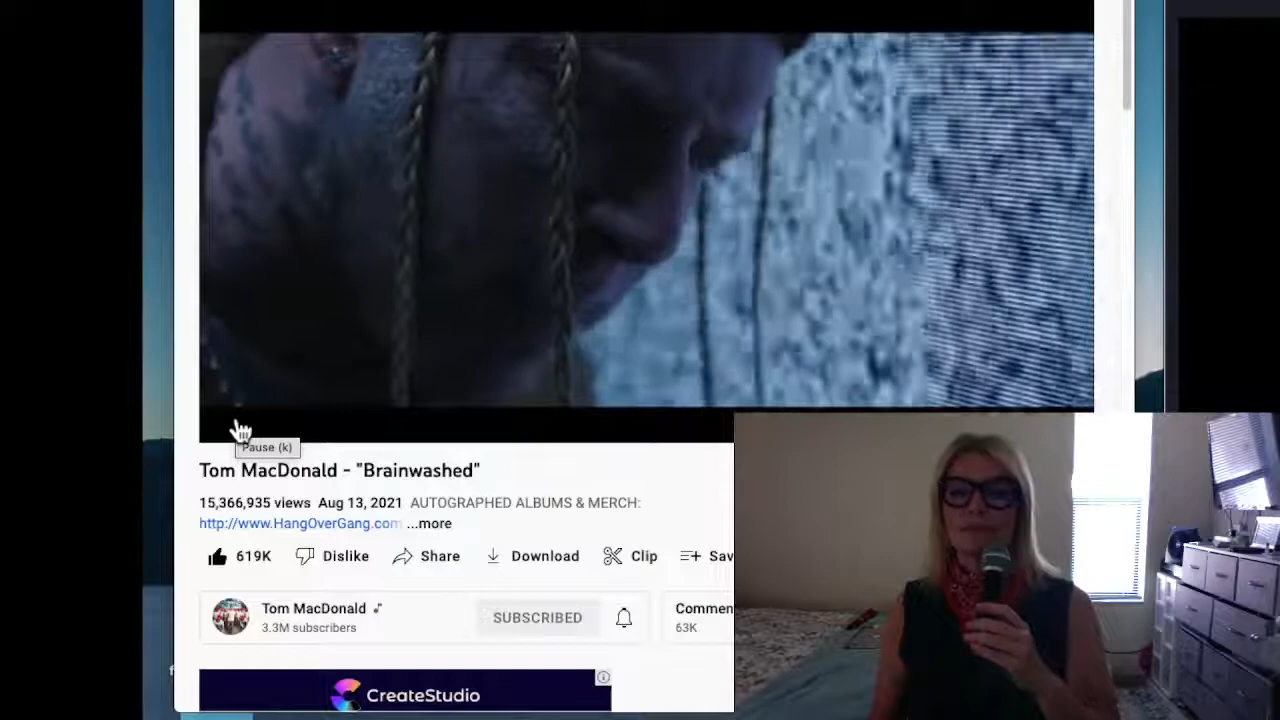 Pause (k)
Tom MacDonald - "Brainwashed"
15,366,935 views Aug 13, 2021 AUTOGRAPHED ALBUMS & MERCH:
http://www.HangOverGang.com ...more
619K Dislike Share Download Clip Sav
Tom MacDonald
3.3M subscribers
SUBSCRIBED
Commen
63K
CreateStudio